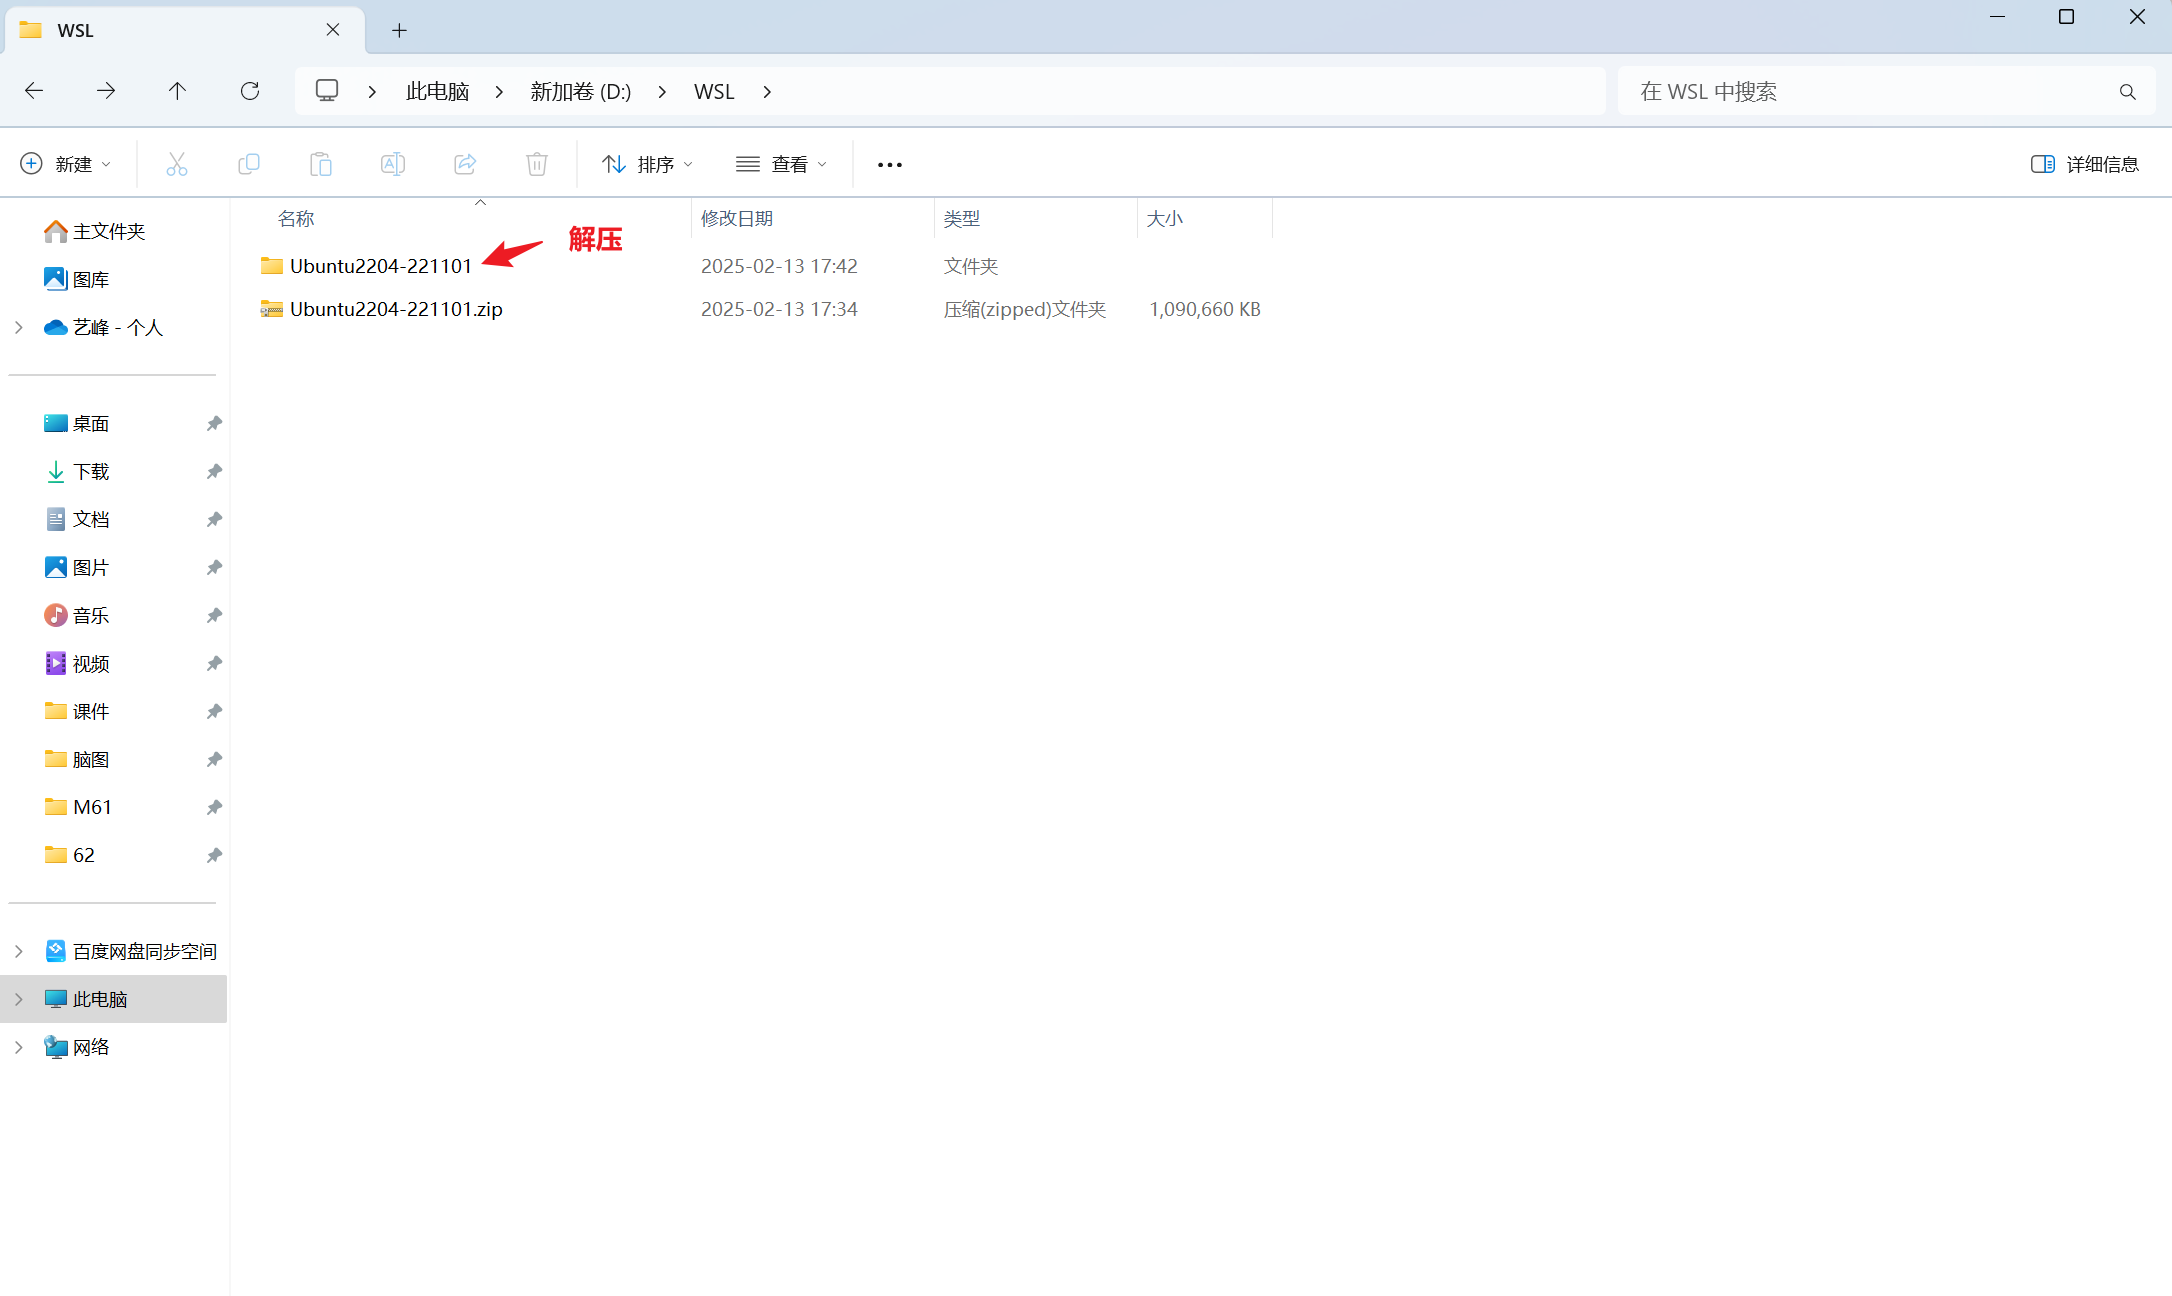 WSL
此电脑
新加卷 (D:)
WSL
在 WSL 中搜索
新建
排序
查看
详细信息
名称
修改日期
类型
大小
解压
Ubuntu2204-221101
2025-02-13 17:42
文件夹
Ubuntu2204-221101.zip
2025-02-13 17:34
压缩(zipped)文件夹
1,090,660 KB
主文件夹
图库
艺峰 - 个人
桌面
下载
文档
图片
音乐
视频
课件
脑图
M61
62
百度网盘同步空间
此电脑
网络